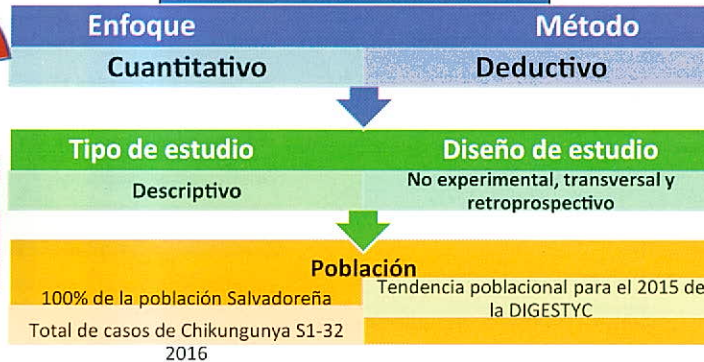 Enfoque Método
Cuantitativo Deductivo
Tipo de estudio Diseño de estudio
Descriptivo
No experimental, transversal y
retroprospectivo
Población
100% de la población Salvadoreña
Total de casos de Chikungunya S1-32
2016
Tendencia poblacional para el 2015 de
la DIGESTYC